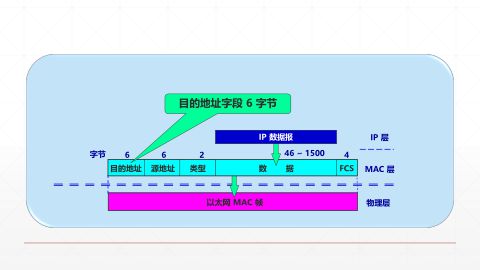 目的地址字段 6 字节
IP 数据报
IP 层
字节 6 6 2 46 ~ 1500 4
目的地址 源地址 类型 数 据 FCS
MAC 层
以太网 MAC 帧
物理层